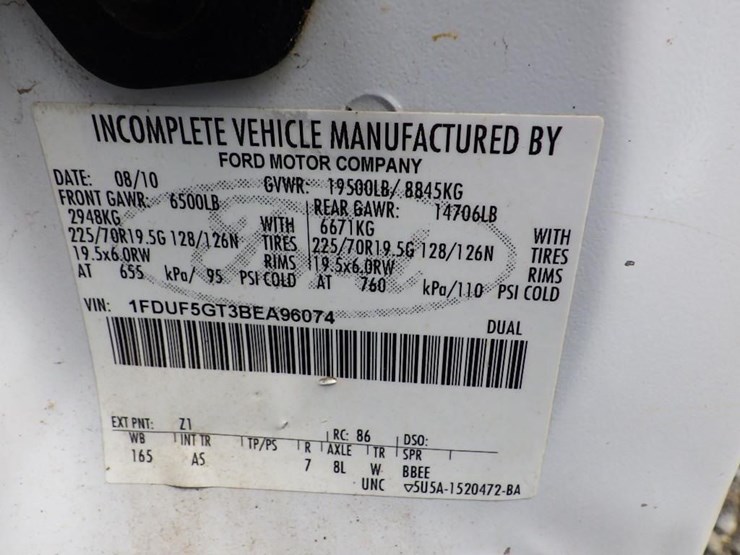 INCOMPLETE VEHICLE MANUFACTURED BY
FORD MOTOR COMPANY
DATE: 08/10 GVWR: 19500LB/ 8845KG
FRONT GAWR: 6500LB REAR GAWR: 14706LB
2948KG WITH 6671KG WITH
225/70R19.5G 128/126N TIRES 225/70R19.5G 128/126N TIRES
19.5x6.0RW RIMS 19.5x6.0RW RIMS
AT 655 kPa/ 95 PSI COLD AT 760 kPa/110 PSI COLD
VIN: 1FDUF5GT3BEA96074 DUAL
EXT PNT: Z1 RC: 86 DSO:
WB INT TR TP/PS R AXLE TR SPR
165 AS 7 8L W BBEE
UNC ▽5U5A-1520472-BA